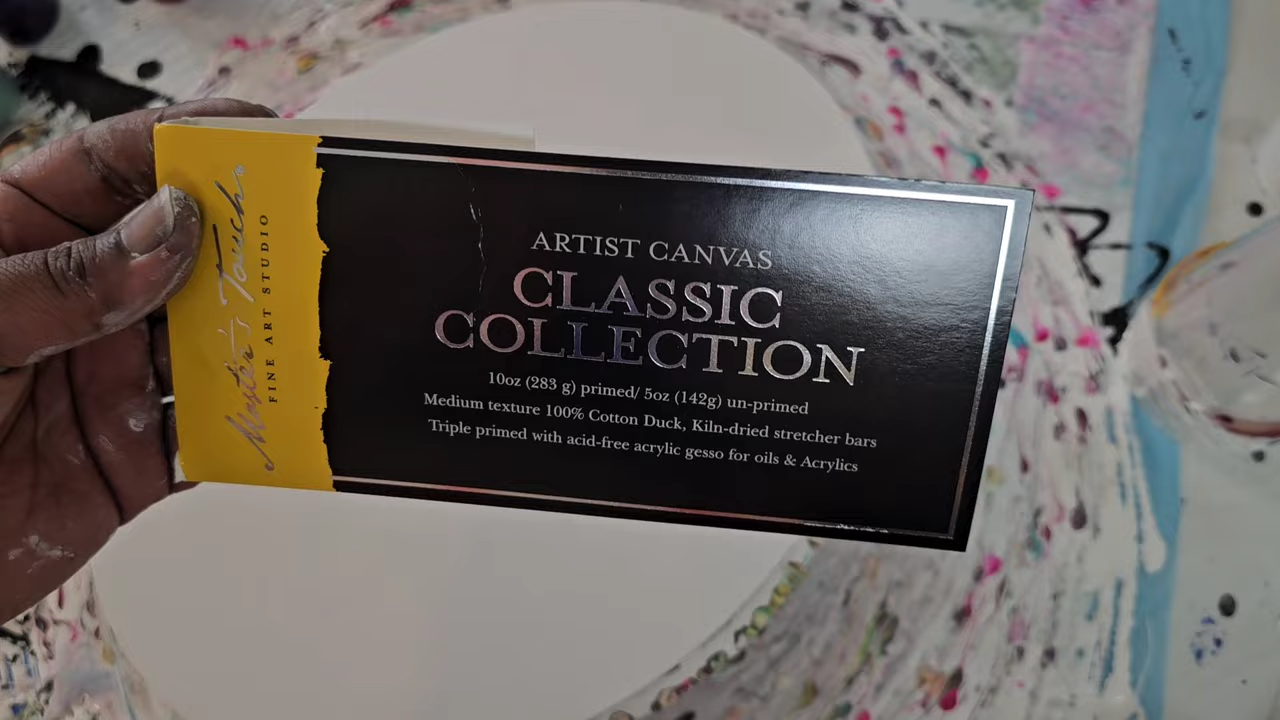 Master's Touch®
FINE ART STUDIO
ARTIST CANVAS
CLASSIC
COLLECTION
10oz (283 g) primed/ 5oz (142g) un-primed
Medium texture 100% Cotton Duck, Kiln-dried stretcher bars
Triple primed with acid-free acrylic gesso for oils & Acrylics